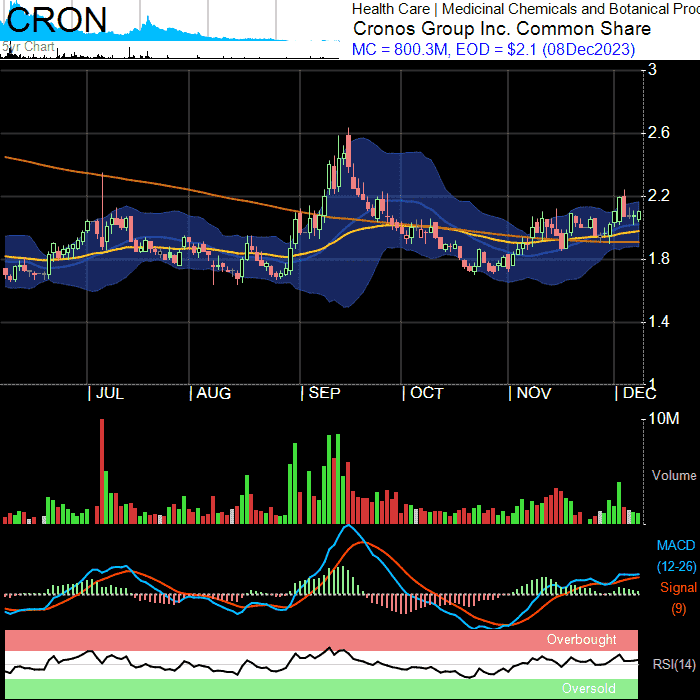 CRON
Health Care | Medicinal Chemicals and Botanical Proc
Cronos Group Inc. Common Share
5yr Chart
MC = 800.3M, EOD = $2.1 (08Dec2023)
3
2.6
2.2
1.8
1.4
1
| JUL | AUG | SEP | OCT | NOV | DEC
10M
Volume
MACD
(12-26)
Signal
(9)
Overbought
RSI(14)
Oversold